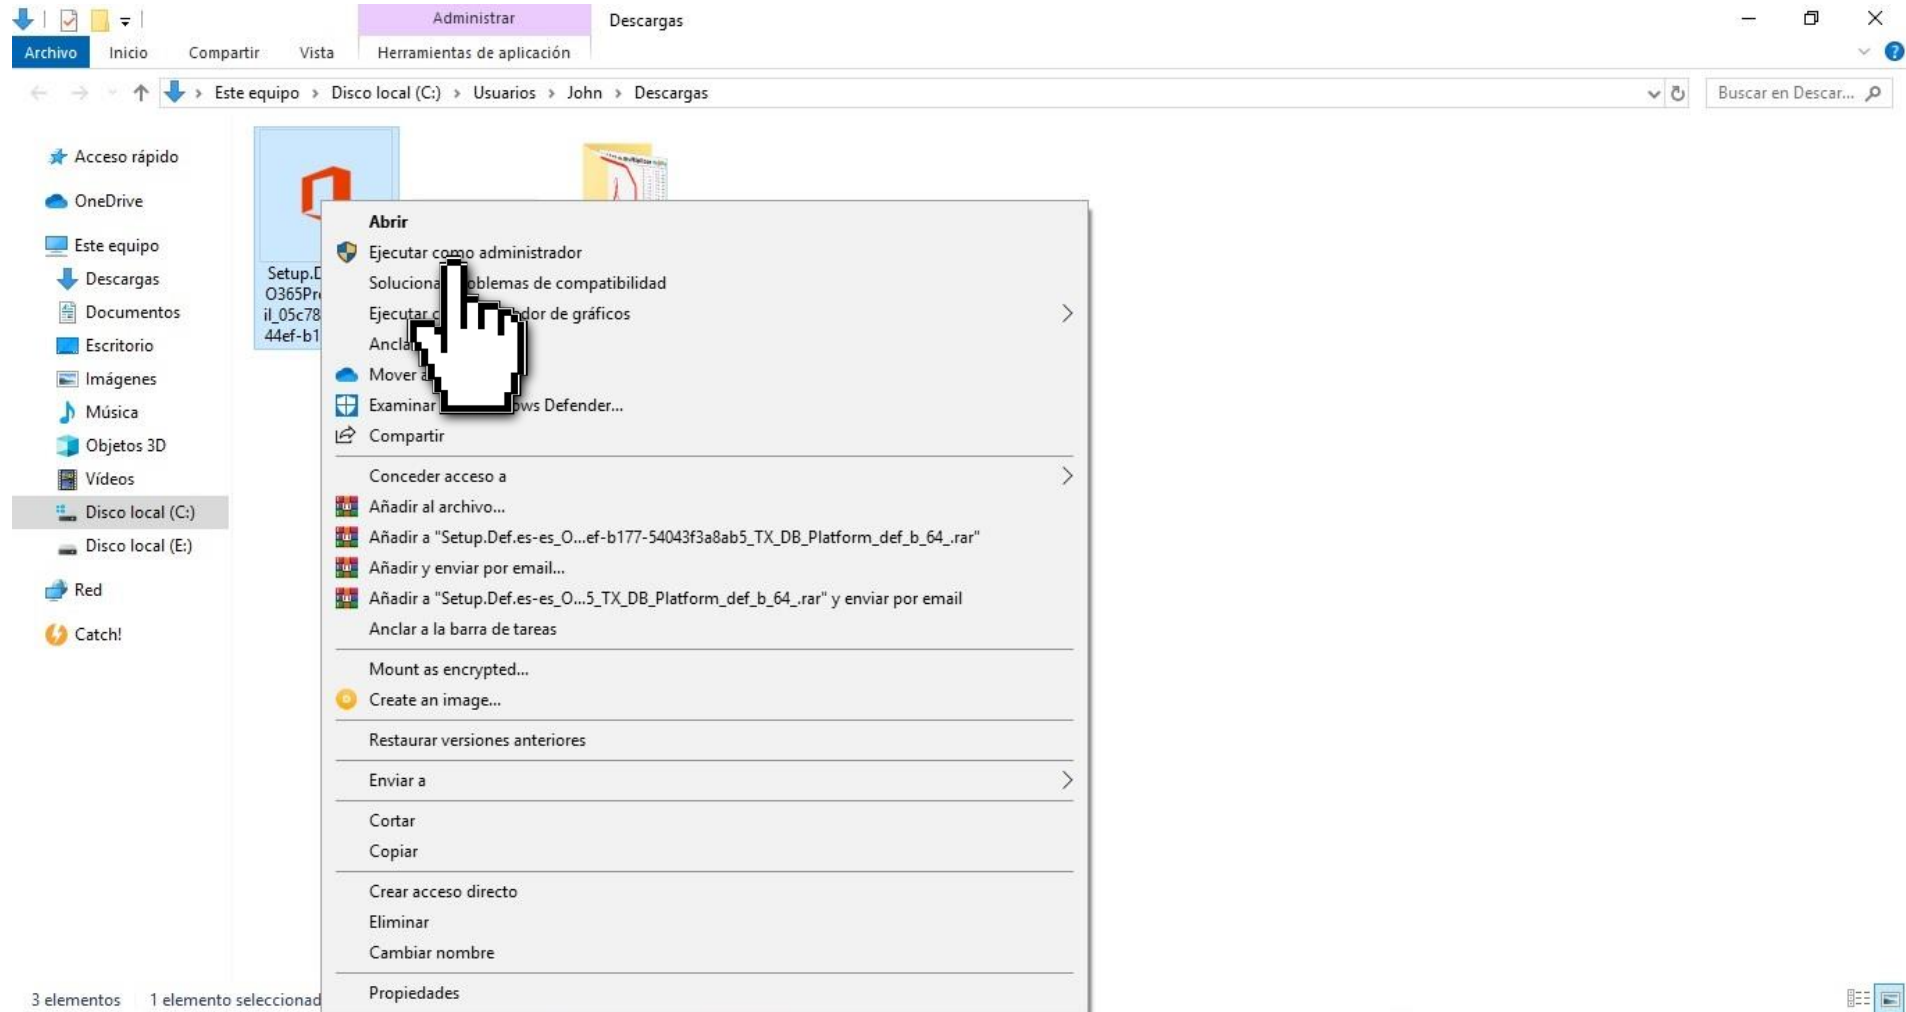 Administrar
Descargas
Archivo Inicio Compartir Vista Herramientas de aplicación
Este equipo > Disco local (C:) > Usuarios > John > Descargas
Buscar en Descar...
Acceso rápido
OneDrive
Este equipo
Descargas
Documentos
Escritorio
Imágenes
Música
Objetos 3D
Vídeos
Disco local (C:)
Disco local (E:)
Red
Catch!
O365Pr
il_05c78
44ef-b1
Abrir
Ejecutar como administrador
de compatibilidad
Ejecutar de gráficos
Mover
Examinar Defender...
Compartir
Conceder acceso a
Añadir al archivo...
Añadir a "Setup.Def.es-es_O...ef-b177-54043f3a8ab5_TX_DB_Platform_def_b_64_.rar"
Añadir y enviar por email...
Añadir a "Setup.Def.es-es_O...5_TX_DB_Platform_def_b_64_.rar" y enviar por email
Anclar a la barra de tareas
Mount as encrypted...
Create an image...
Restaurar versiones anteriores
Enviar a
Cortar
Copiar
Crear acceso directo
Eliminar
Cambiar nombre
Propiedades
3 elementos 1 elemento seleccionad